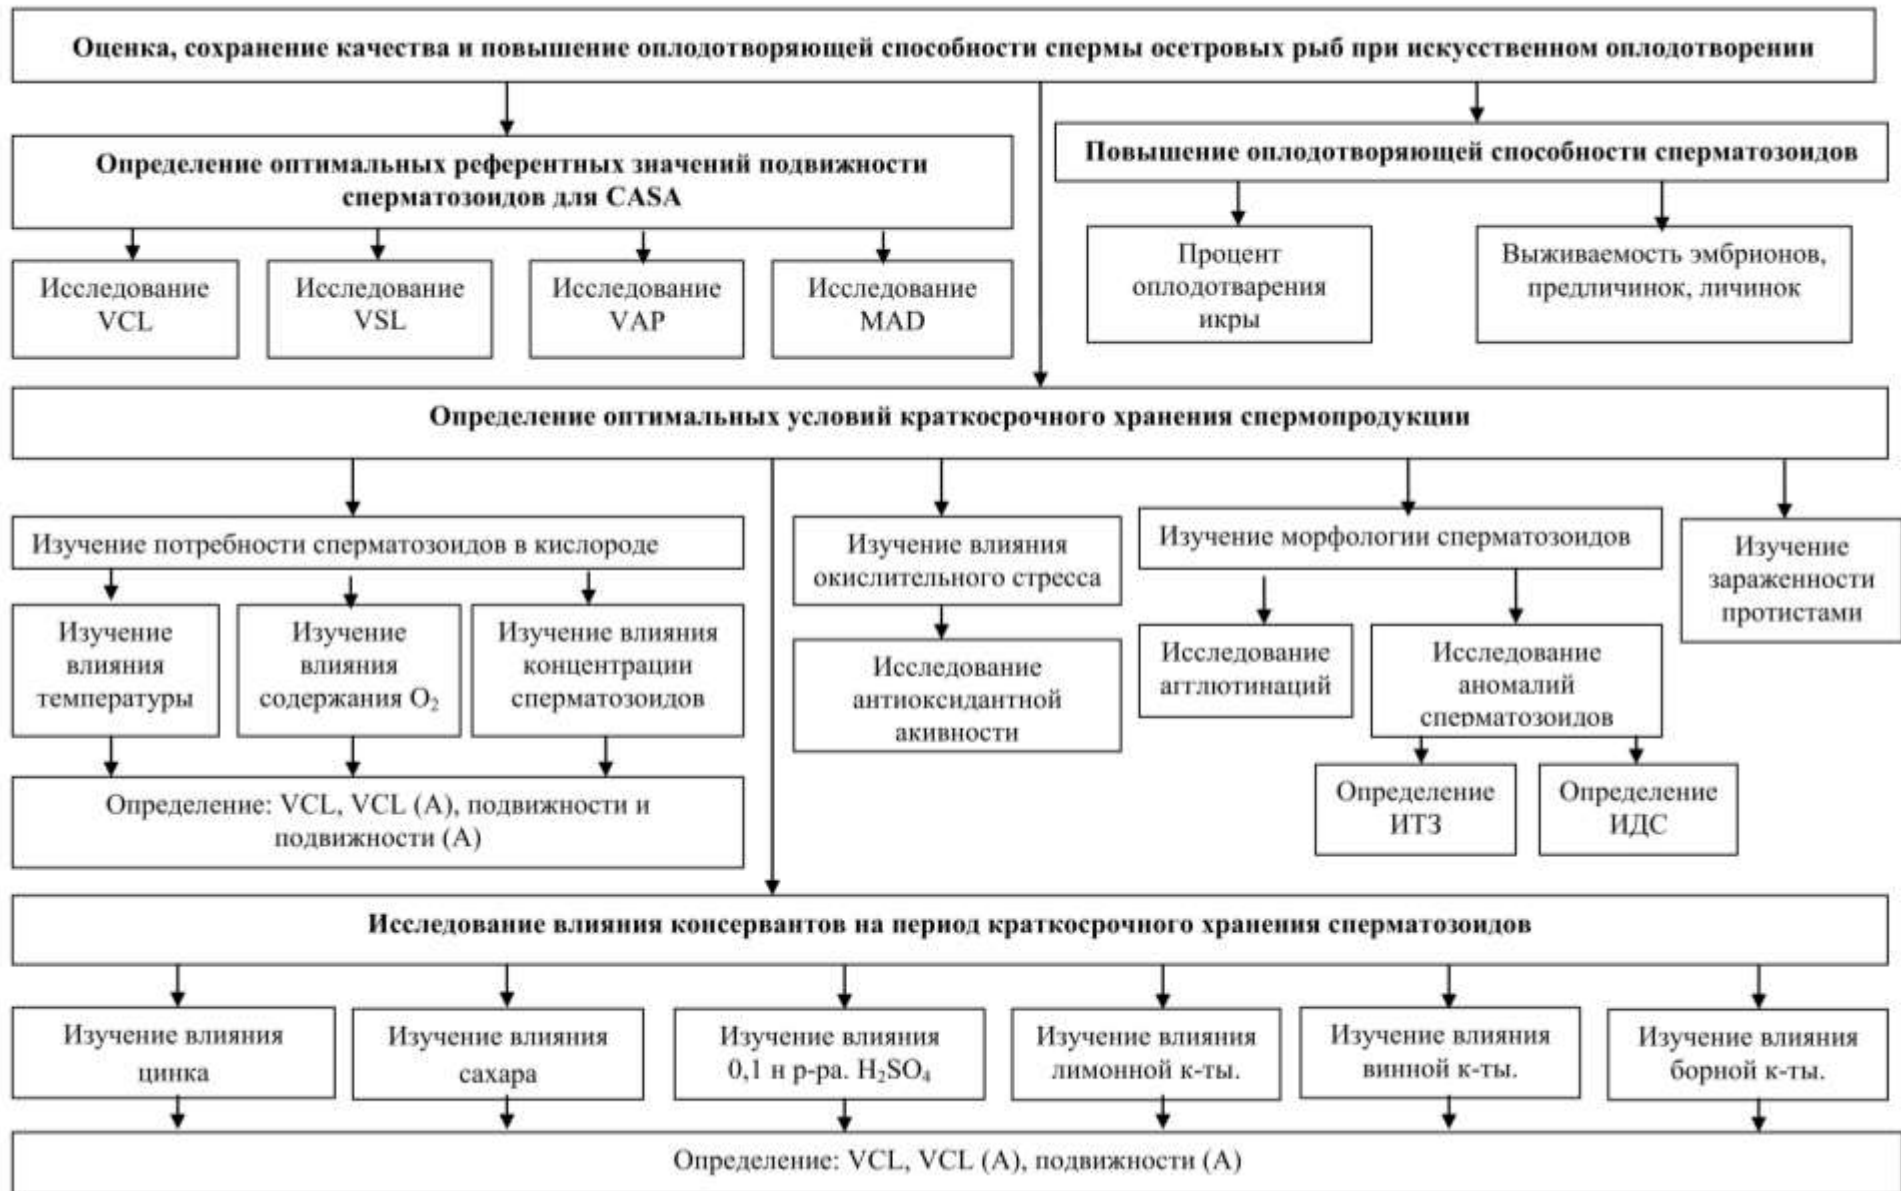 Оценка, сохранение качества и повышение оплодотворяющей способности спермы осетровых рыб при искусственном оплодотворении
Определение оптимальных референтных значений подвижности
сперматозоидов для CASA
Повышение оплодотворяющей способности сперматозоидов
Исследование
VCL
Исследование
VSL
Исследование
VAP
Исследование
MAD
Процент
оплодотварения
икры
Выживаемость эмбрионов,
предличинок, личинок
Определение оптимальных условий краткосрочного хранения спермопродукции
Изучение потребности сперматозоидов в кислороде
Изучение влияния
окислительного стресса
Изучение морфологии сперматозоидов
Изучение
зараженности
протистами
Изучение
влияния
температуры
Изучение
влияния
содержания O₂
Изучение влияния
концентрации
сперматозоидов
Исследование
антиоксидантной
акивности
Исследование
агглютинаций
Исследование
аномалий
сперматозоидов
Определение: VCL, VCL (A), подвижности и
подвижности (A)
Определение
ИТЗ
Определение
ИДС
Исследование влияния консервантов на период краткосрочного хранения сперматозоидов
Изучение влияния
цинка
Изучение влияния
сахара
Изучение влияния
0,1 н р-ра. H₂SO₄
Изучение влияния
лимонной к-ты.
Изучение влияния
винной к-ты.
Изучение влияния
борной к-ты.
Определение: VCL, VCL (A), подвижности (A)